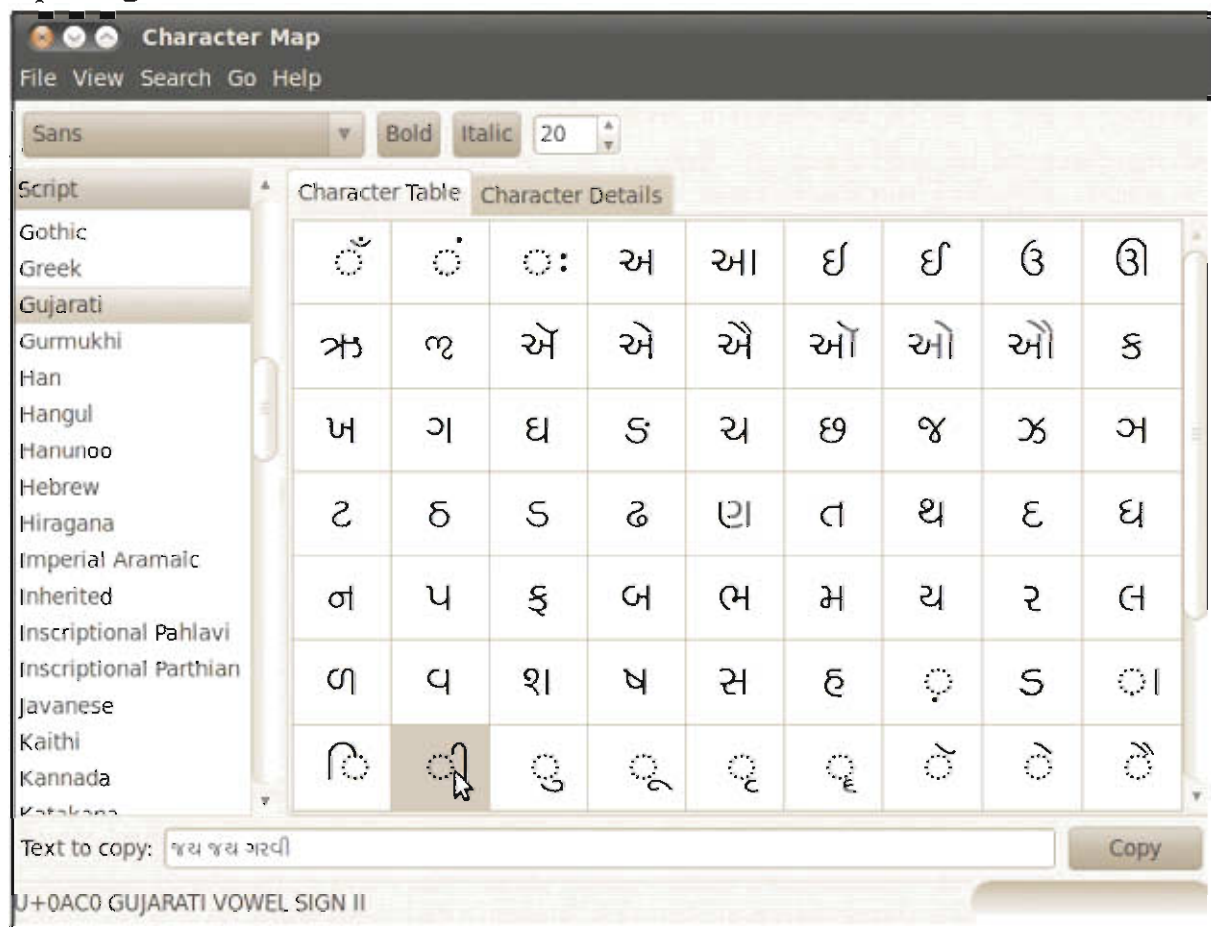 Character Map
File View Search Go Help
Sans Bold Italic 20
Script
Character Table Character Details
Gothic
Greek
Gujarati
Gurmukhi
Han
Hangul
Hanunoo
Hebrew
Hiragana
Imperial Aramaic
Inherited
Inscriptional Pahlavi
Inscriptional Parthian
Javanese
Kaithi
Kannada
Katakana
ઁ ં ઃ અ આ ઇ ઈ ઉ ઊ
ઋ ઌ ઍ એ ઐ ઑ ઓ ઔ ક
ખ ગ ઘ ઙ ચ છ જ ઝ ઞ
ટ ઠ ડ ઢ ણ ત થ દ ધ
ન પ ફ બ ભ મ ય ર લ
ળ વ શ ષ સ હ ઼ ઽ ા
િ ી ુ ૂ ૃ ૄ ૅ ે ૈ
Text to copy: જય જય ગરવી Copy
U+0AC0 GUJARATI VOWEL SIGN II